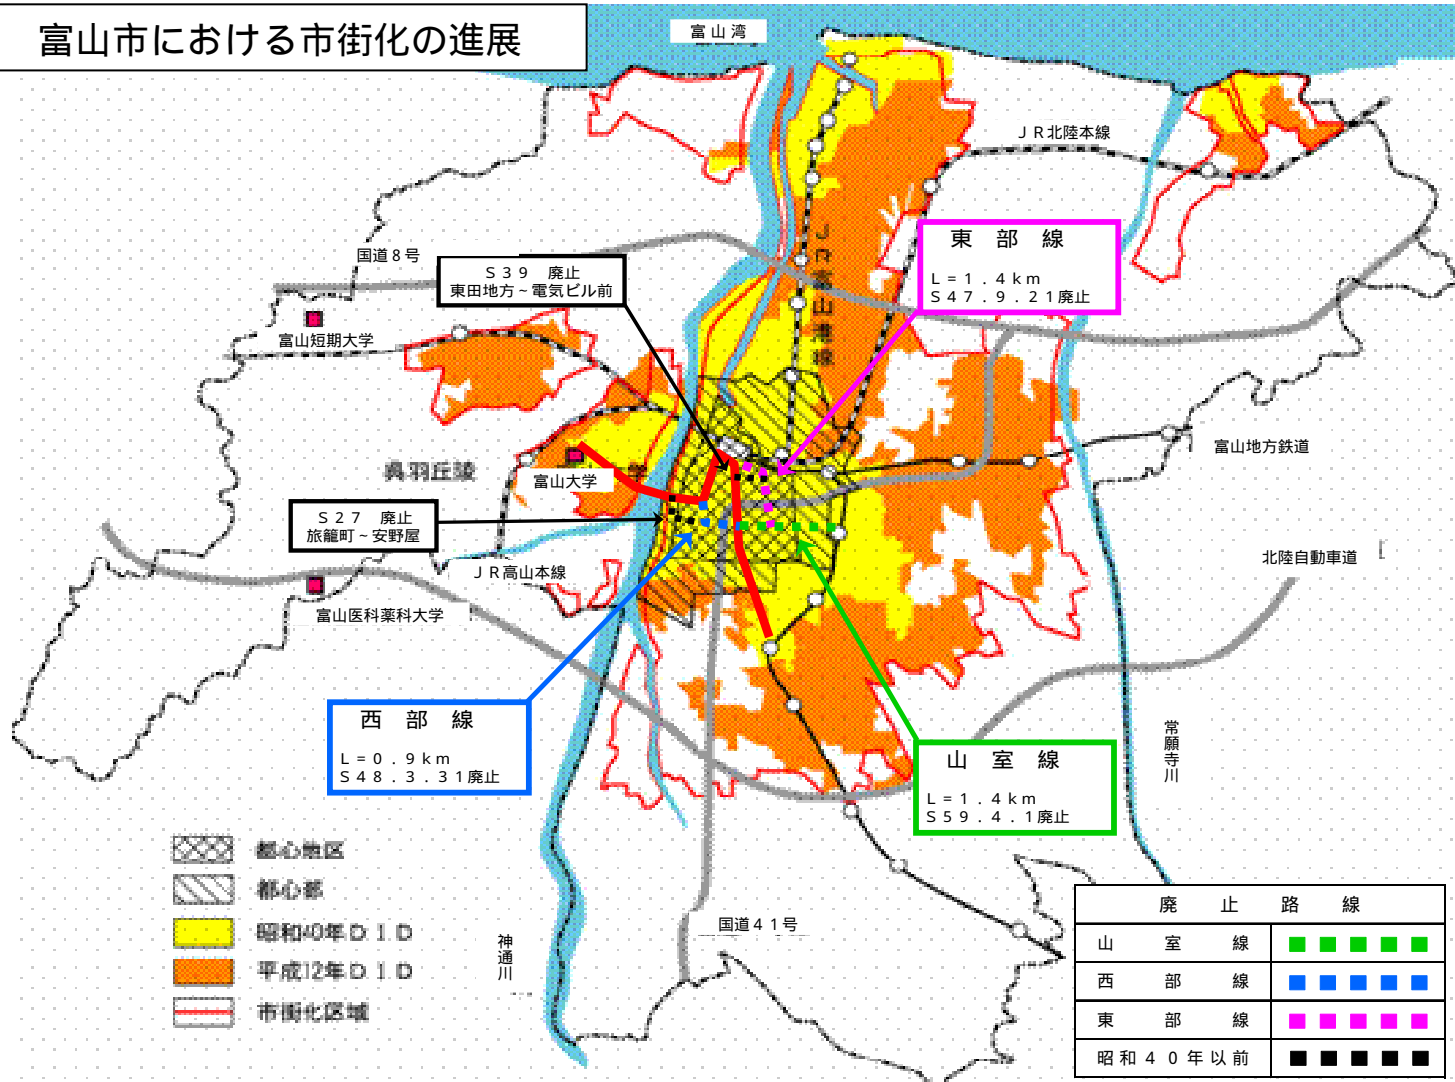 富山市における市街化の進展
富山湾
ＪＲ北陸本線
国道８号
Ｓ３９　廃止
東田地方~電気ビル前
東　部　線
Ｌ=１.４ｋｍ
Ｓ４７.９.２１廃止
ＪＲ富山港線
富山短期大学
富山地方鉄道
呉羽丘陵
富山大学
Ｓ２７　廃止
旅籠町~安野屋
ＪＲ高山本線
富山医科薬科大学
北陸自動車道
西　部　線
Ｌ=０.９ｋｍ
Ｓ４８.３.３１廃止
山　室　線
Ｌ=１.４ｋｍ
Ｓ５９.４.１廃止
常願寺川
都心地区
都心部
昭和40年ＤＩＤ
平成12年ＤＩＤ
市街化区域
神通川
国道４１号
廃　止　路　線
山　室　線
西　部　線
東　部　線
昭和４０年以前